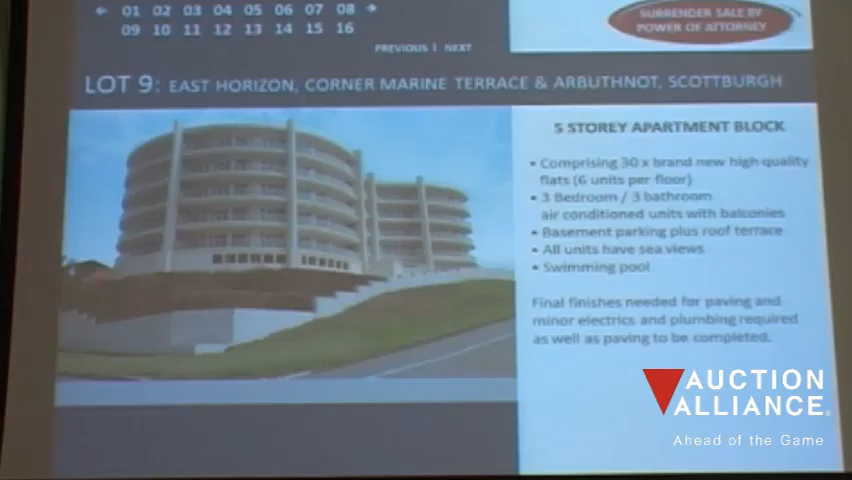 ← 01 02 03 04 05 06 07 08 →
09 10 11 12 13 14 15 16
PREVIOUS | NEXT
SURRENDER SALE BY
POWER OF ATTORNEY
LOT 9: EAST HORIZON, CORNER MARINE TERRACE & ARBUTHNOT, SCOTTBURGH
5 STOREY APARTMENT BLOCK
• Comprising 30 x brand new high quality
flats (6 units per floor)
• 3 Bedroom / 3 bathroom
air conditioned units with balconies
• Basement parking plus roof terrace
• All units have sea views
• Swimming pool
Final finishes needed for paving and
minor electrics and plumbing required
as well as paving to be completed.
AUCTION
ALLIANCE®
Ahead of the Game